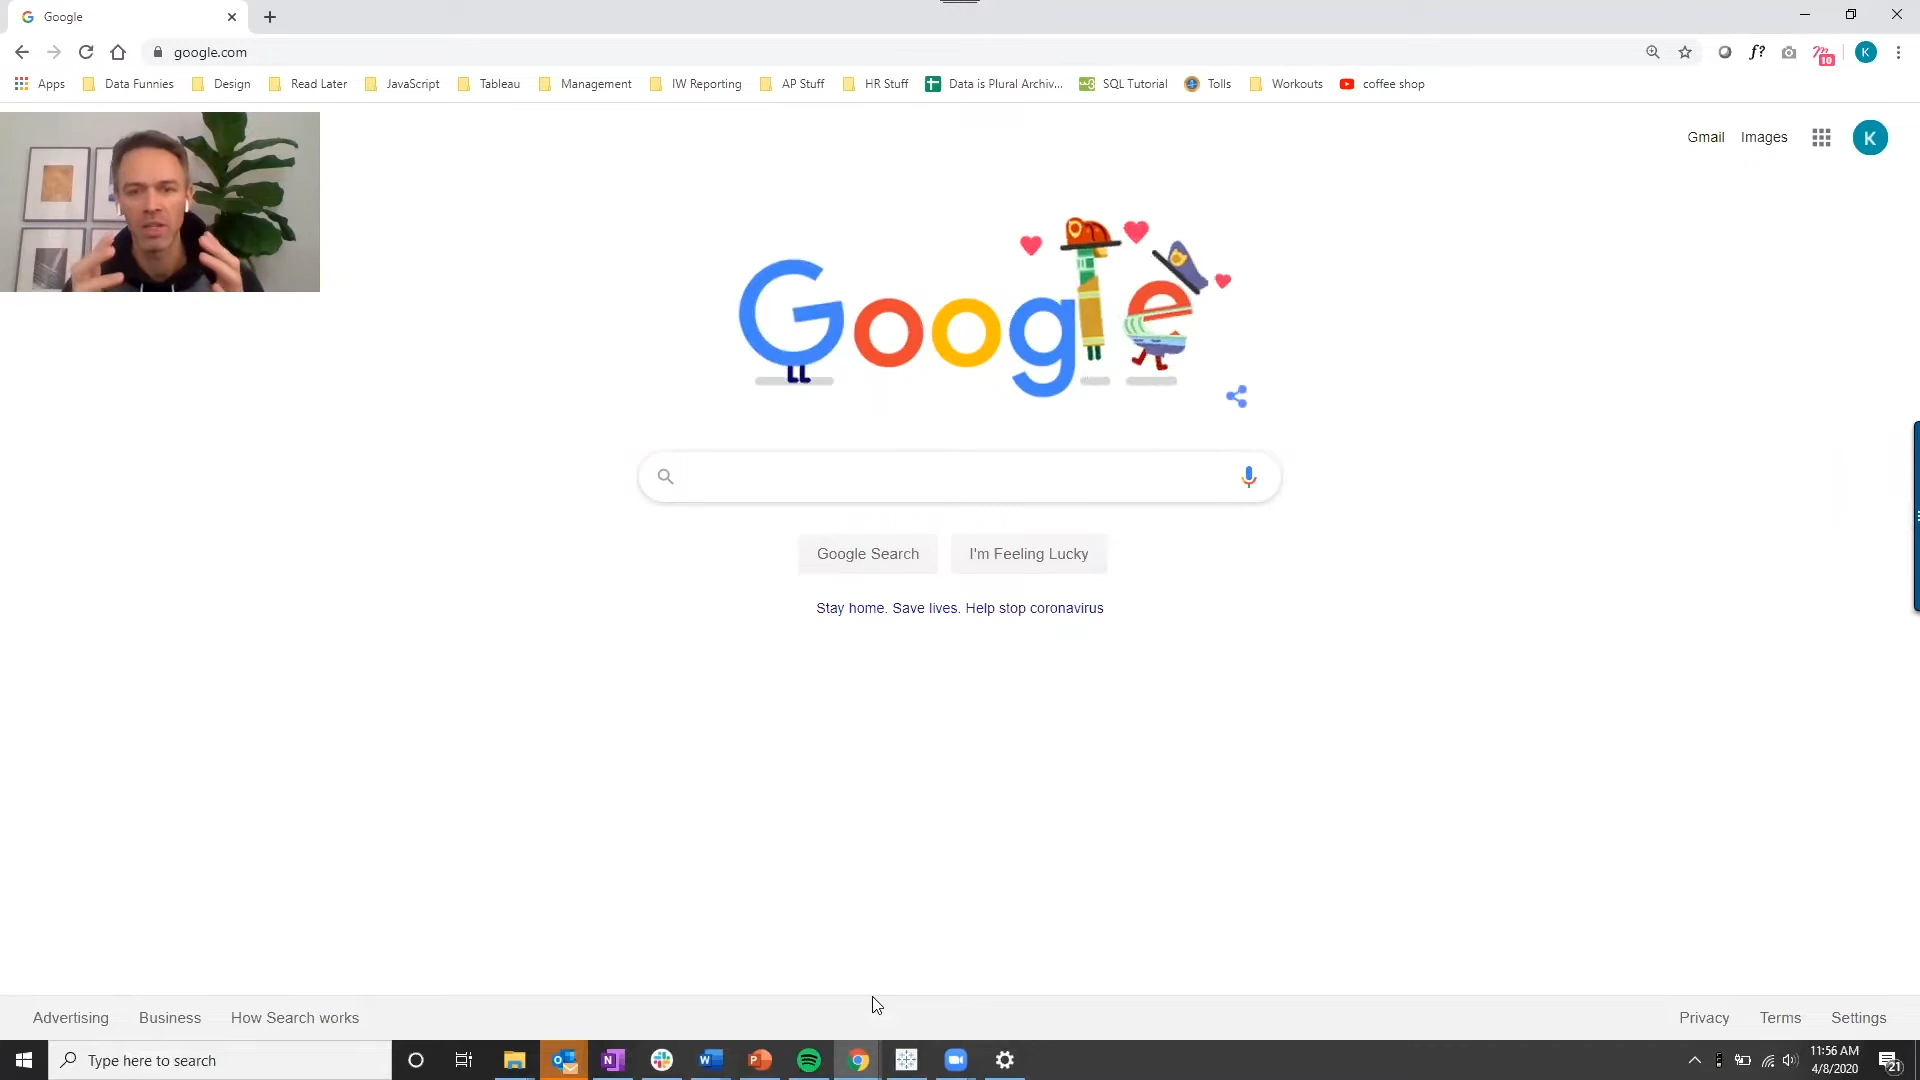 Google
google.com
10
K
Apps
Data Funnies
Design
Read Later
JavaScript
Tableau
Management
IW Reporting
AP Stuff
HR Stuff
Data is Plural Archiv...
SQL Tutorial
Tolls
Workouts
coffee shop
Gmail
Images
K
Google
Google Search
I'm Feeling Lucky
Stay home. Save lives. Help stop coronavirus
Advertising
Business
How Search works
Privacy
Terms
Settings
Type here to search
11:56 AM
4/8/2020
21